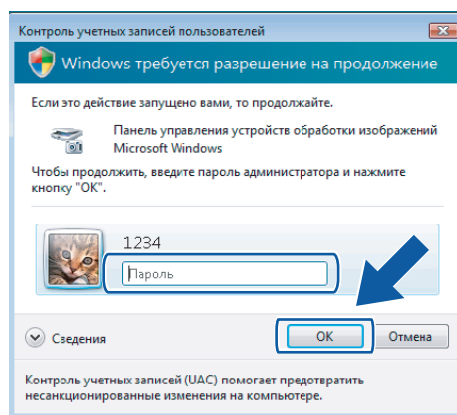 Контроль учетных записей пользователей
Windows требуется разрешение на продолжение
Если это действие запущено вами, то продолжайте.
Панель управления устройств обработки изображений
Microsoft Windows
Чтобы продолжить, введите пароль администратора и нажмите
кнопку "ОК".
1234
Пароль
Сведения
ОК
Отмена
Контроль учетных записей (UAC) помогает предотвратить
несанкционированные изменения на компьютере.